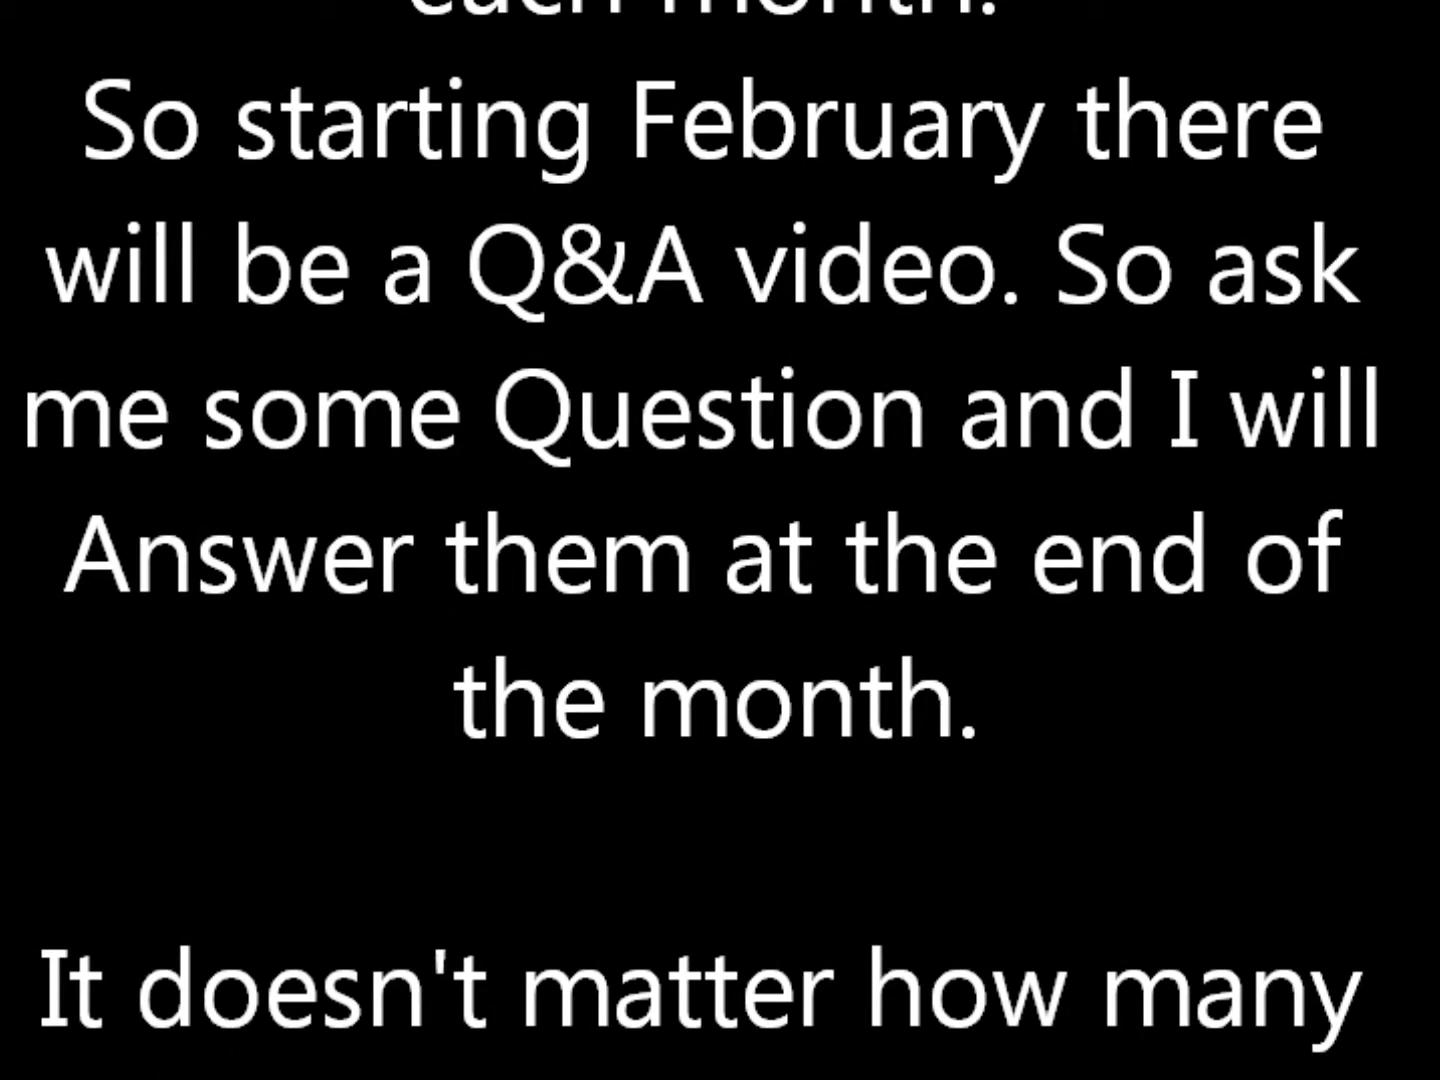 each month.
So starting February there
will be a Q&A video. So ask
me some Question and I will
Answer them at the end of
the month.
It doesn't matter how many